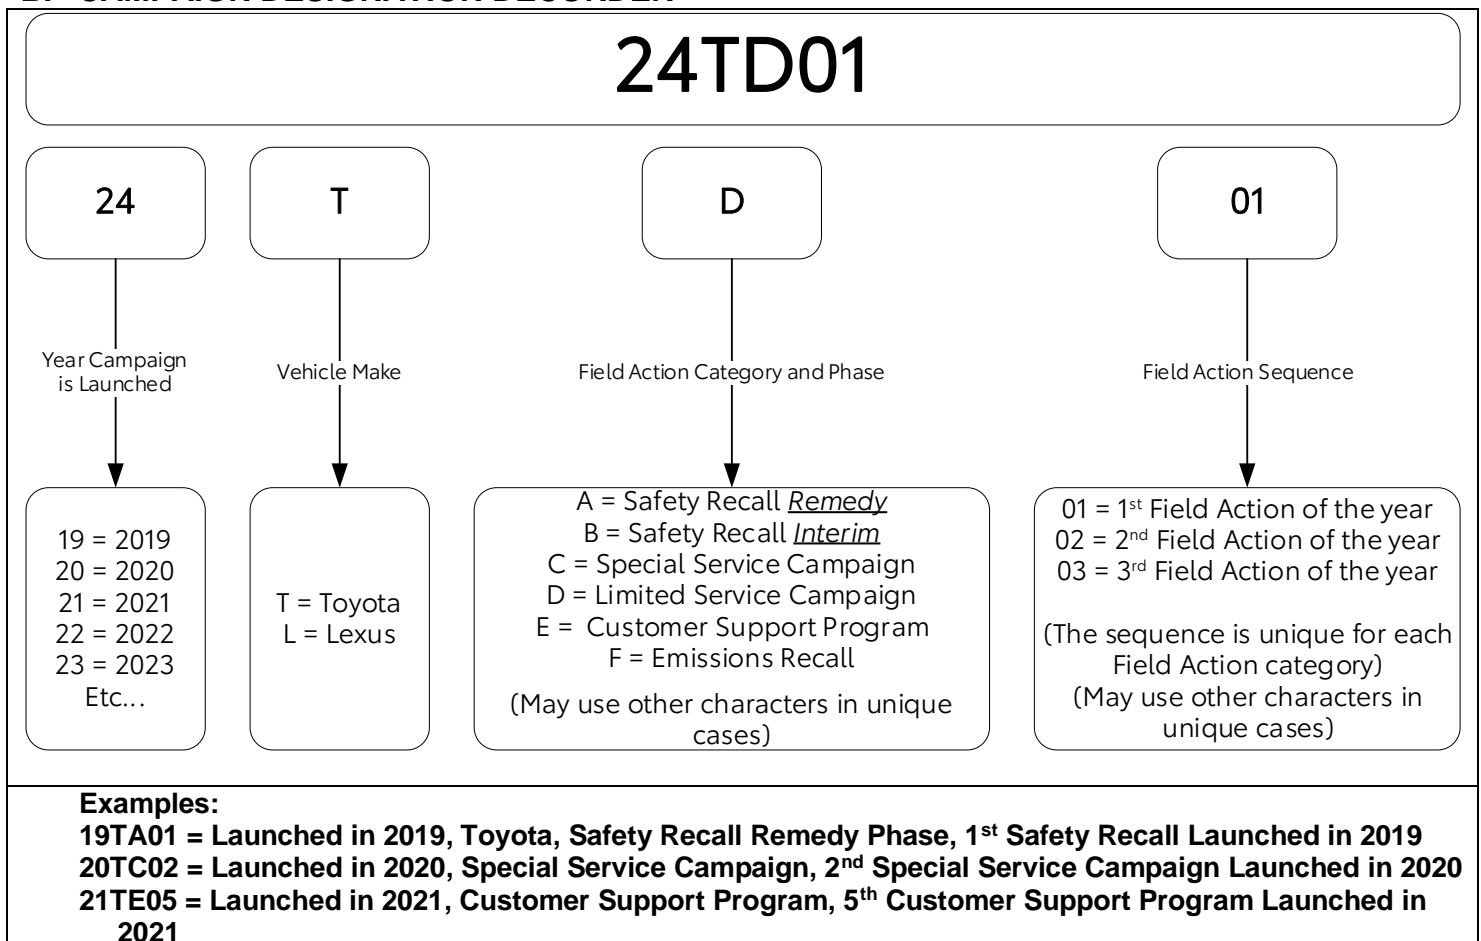 B. CAMPAIGN DESIGNATION DECORDER
24TD01
24
T
D
01
Year Campaign
is Launched
Vehicle Make
Field Action Category and Phase
Field Action Sequence
19 = 2019
20 = 2020
21 = 2021
22 = 2022
23 = 2023
Etc...
T = Toyota
L = Lexus
A = Safety Recall Remedy
B = Safety Recall Interim
C = Special Service Campaign
D = Limited Service Campaign
E = Customer Support Program
F = Emissions Recall
(May use other characters in unique
cases)
01 = 1st Field Action of the year
02 = 2nd Field Action of the year
03 = 3rd Field Action of the year
(The sequence is unique for each
Field Action category)
(May use other characters in
unique cases)
Examples:
19TA01 = Launched in 2019, Toyota, Safety Recall Remedy Phase, 1st Safety Recall Launched in 2019
20TC02 = Launched in 2020, Special Service Campaign, 2nd Special Service Campaign Launched in 2020
21TE05 = Launched in 2021, Customer Support Program, 5th Customer Support Program Launched in
2021